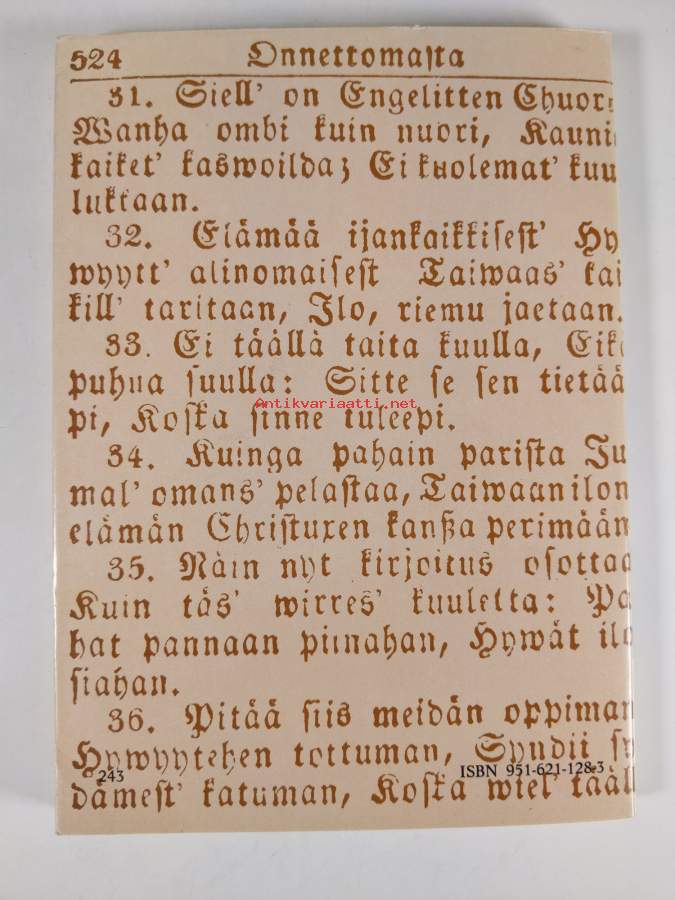 524 Onnettomasta
31. Siell' on Engelitten Chuor:
Wanha ombi kuin nuori, Kauni
kaiket' kaswoilda; Ei kuolemat' kuu
luktaan.
32. Elämää ijankaikkisest' Hy
wyytt' alinomaisest Taiwaas' kai
kill' taritaan, Ilo, riemu jaetaan.
33. Ei täällä taita kuulla, Eik
puhua suulla: Sitte se sen tietää
Antikvariaatti.net
pi, Koska sinne tuleepi.
34. Kuinga pahain parista Ju
mal' omans' pelastaa, Taiwaan ilon
elämän Christuxen kanßa perimään
35. Näin nyt kirjoitus osottaa
Kuin täs' wirres' kuuletta: Pa
hat pannaan piinahan, Hywät ilo
siahan.
36. Pitää siis meidän oppiman
Hywyytehen tottuman, Syndii sy
243 ISBN 951-621-128-3
dämest' katuman, Koska wiel' tääl